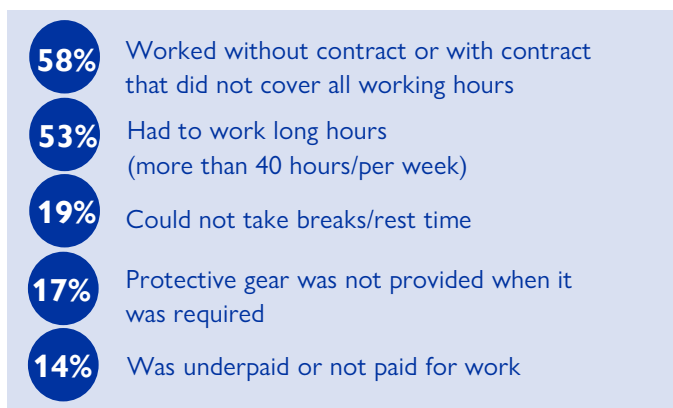 58% Worked without contract or with contract
that did not cover all working hours
53% Had to work long hours
(more than 40 hours/per week)
19% Could not take breaks/rest time
17% Protective gear was not provided when it
was required
14% Was underpaid or not paid for work